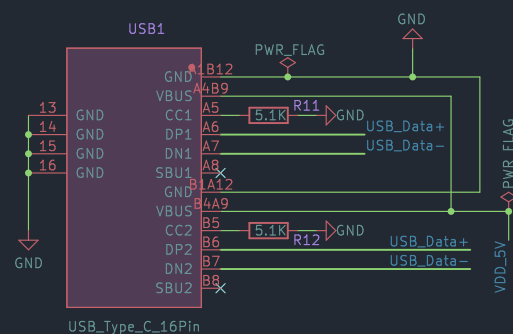 USB1
GND
PWR_FLAG
GND A1B12
VBUS A4B9
13 GND CC1 A5 5.1K R11 GND
14 GND DP1 A6 USB_Data+
15 GND DN1 A7 USB_Data-
16 GND SBU1 A8
PWR_FLAG
GND B1A12
VBUS B4A9
CC2 B5 5.1K R12 GND
DP2 B6 USB_Data+
GND DN2 B7 USB_Data-
SBU2 B8
VDD_5V
USB_Type_C_16Pin